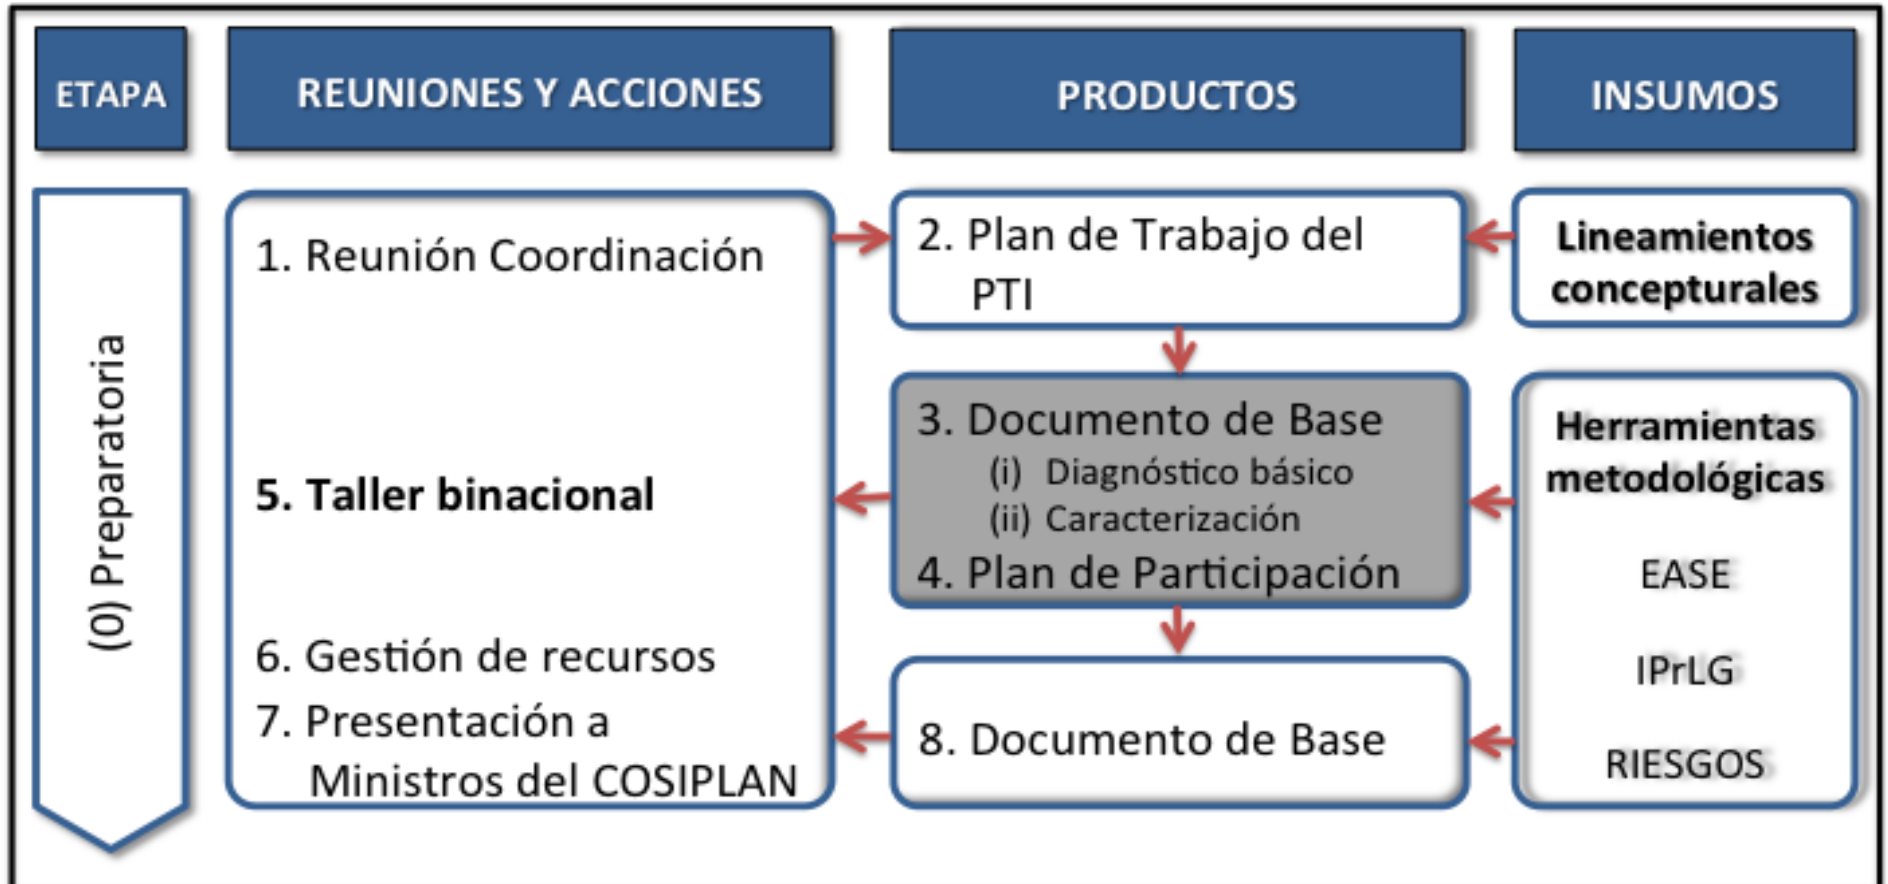 ETAPA
REUNIONES Y ACCIONES
PRODUCTOS
INSUMOS
(0) Preparatoria
1. Reunión Coordinación
5. Taller binacional
6. Gestión de recursos
7. Presentación a
Ministros del COSIPLAN
2. Plan de Trabajo del
PTI
3. Documento de Base
(i) Diagnóstico básico
(ii) Caracterización
4. Plan de Participación
8. Documento de Base
Lineamientos
concepturales
Herramientas
metodológicas
EASE
IPrLG
RIESGOS